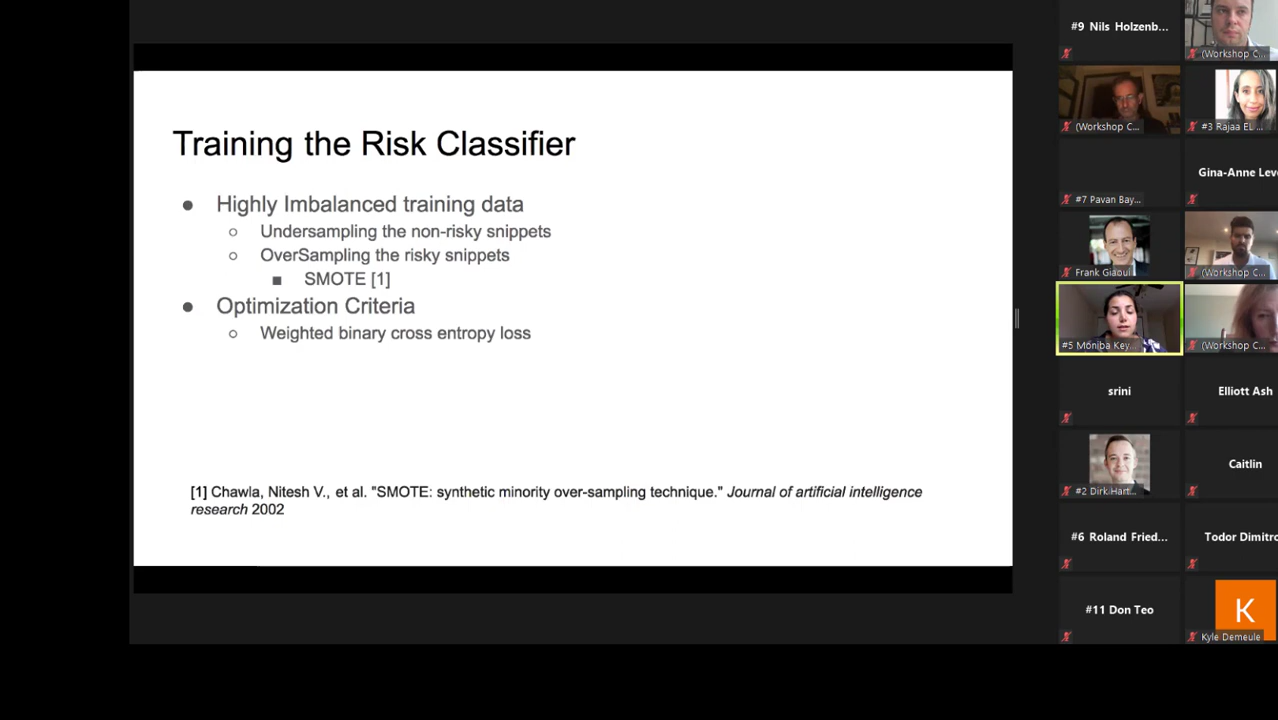 Training the Risk Classifier
● Highly Imbalanced training data
○ Undersampling the non-risky snippets
○ OverSampling the risky snippets
■ SMOTE [1]
● Optimization Criteria
○ Weighted binary cross entropy loss
[1] Chawla, Nitesh V., et al. "SMOTE: synthetic minority over-sampling technique." Journal of artificial intelligence
research 2002
#9 Nils Holzenb...
(Workshop C...
(Workshop C...
#3 Rajaa EL ...
#7 Pavan Bay...
Gina-Anne Leve
Frank Giaoui
(Workshop C...
#5 Moniba Key...
(Workshop C...
srini
Elliott Ash
#2 Dirk Hart...
Caitlin
#6 Roland Fried...
Todor Dimitro
#11 Don Teo
K
Kyle Demeule